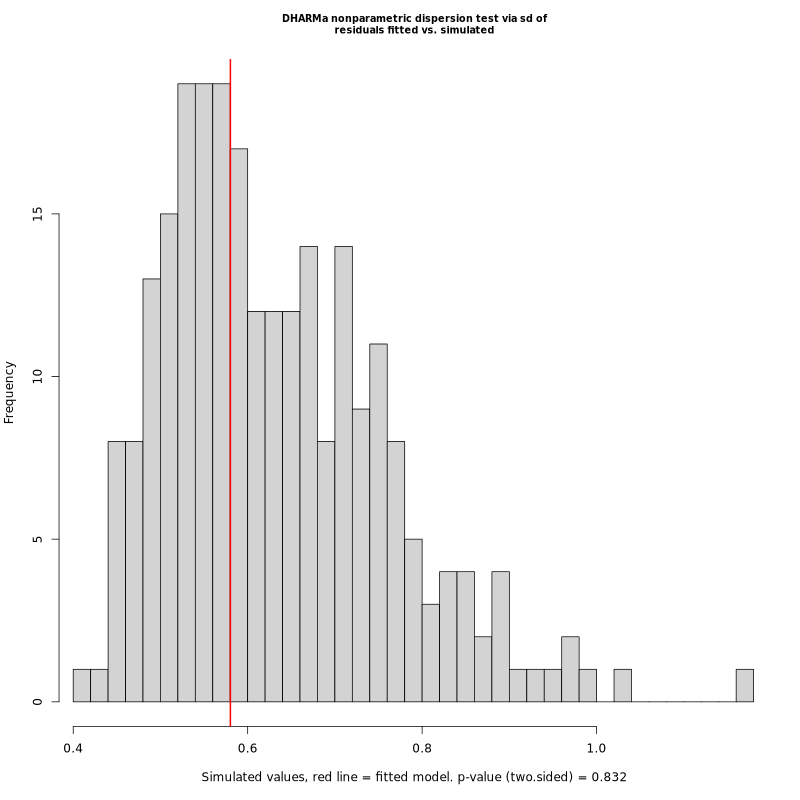 DHARMa nonparametric dispersion test via sd of
residuals fitted vs. simulated
Frequency
15
10
5
0
0.4 0.6 0.8 1.0
Simulated values, red line = fitted model. p-value (two.sided) = 0.832